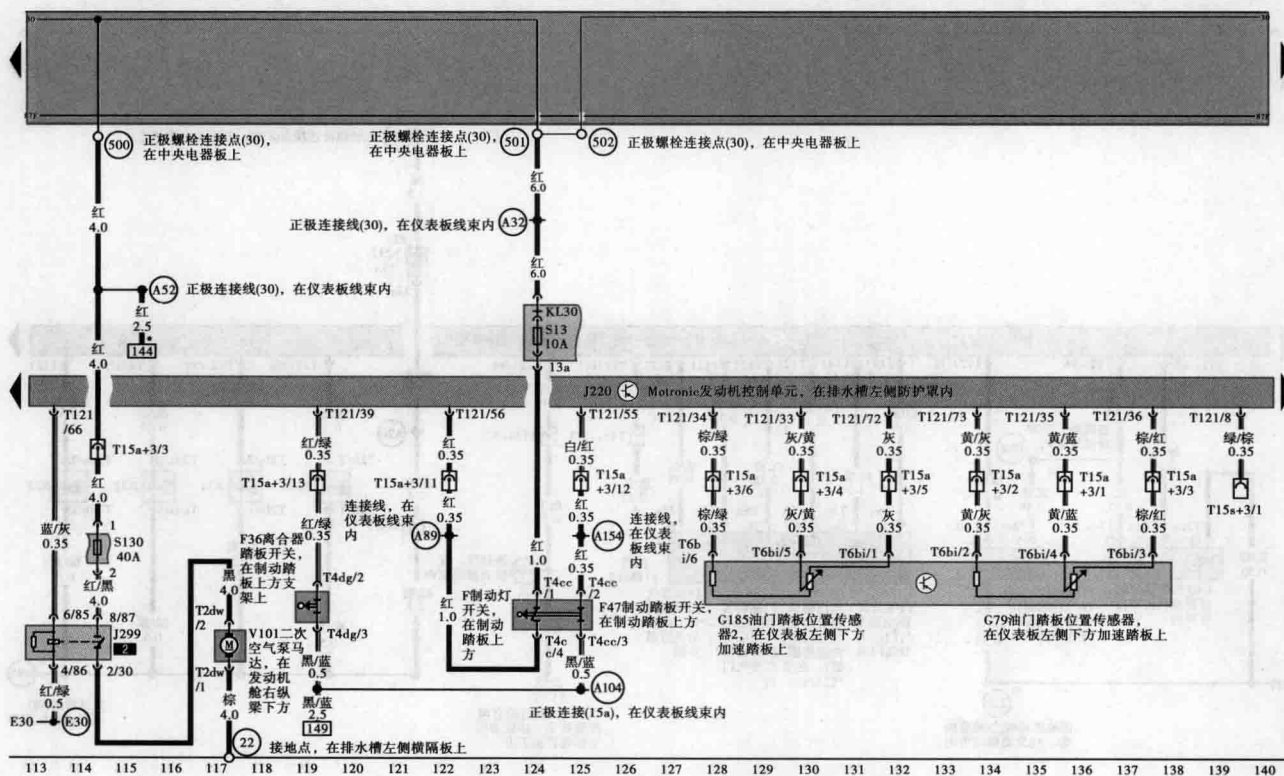 30
30
87F
87F
500
正极螺栓连接点(30),
在中央电器板上
正极螺栓连接点(30),
在中央电器板上
501
502
正极螺栓连接点(30), 在中央电器板上
红
4.0
红
6.0
正极连接线(30), 在仪表板线束内
A32
红
6.0
A52
正极连接线(30), 在仪表板线束内
红
2.5
144
红
4.0
KL30
S13
10A
13a
J220
Motronic发动机控制单元, 在排水槽左侧防护罩内
T121
/66
T121/39
T121/56
T121/55
T121/34
T121/33
T121/72
T121/73
T121/35
T121/36
T121/8
T15a+3/3
红/绿
0.35
红
0.35
白/红
0.35
棕/绿
0.35
灰/黄
0.35
灰
0.35
黄/灰
0.35
黄/蓝
0.35
棕/红
0.35
绿/棕
0.35
T15a+3/13
T15a+3/11
T15a
+3/12
T15a
+3/6
T15a
+3/4
T15a
+3/5
T15a
+3/2
T15a
+3/1
T15a
+3/3
T15s+3/1
红
4.0
红/绿
0.35
红
0.35
红
0.35
棕/绿
0.35
灰/黄
0.35
灰
0.35
黄/灰
0.35
黄/蓝
0.35
棕/红
0.35
蓝/灰
0.35
1
S130
40A
2
红/黑
4.0
连接线, 在
仪表板线束
内
A89
A154
连接线,
在仪表
板线束
内
红
0.35
F36离合器
踏板开关,
在制动踏
板上方支
架上
黑
4.0
T4dg/2
T4dg/3
红
1.0
红
1.0
T4cc
/1
T4cc
/2
T6b
i/6
T6bi/5
T6bi/1
T6bi/2
T6bi/4
T6bi/3
6/85
8/87
J299
2
4/86
2/30
T2dw
/2
M
T2dw
/1
V101二次
空气泵马
达, 在
发动机
舱右纵
梁下方
F制动灯
开关,
在制动
踏板上
方
F47制动踏板开关,
在制动踏板上方
T4c
c/4
T4cc/3
G185油门踏板位置传感
器2, 在仪表板左侧下方
加速踏板上
G79油门踏板位置传感器,
在仪表板左侧下方加速踏板上
红/绿
0.5
E30
E30
棕
4.0
黑/蓝
0.5
黑/蓝
2.5
149
黑/蓝
0.5
A104
正极连接(15a), 在仪表板线束内
22
接地点, 在排水槽左侧横隔板上
113 114 115 116 117 118 119 120 121 122 123 124 125 126 127 128 129 130 131 132 133 134 135 136 137 138 139 140